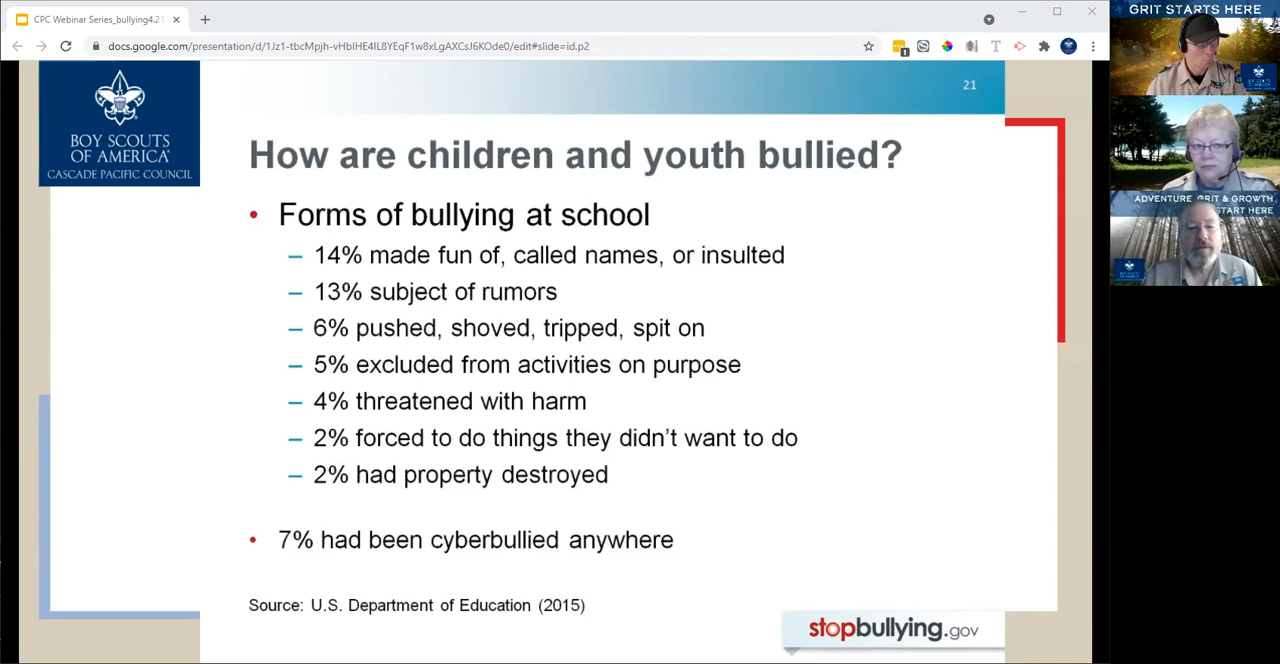 CPC Webinar Series_bullying4.21
docs.google.com/presentation/d/1Jz1-tbcMpjh-vHbIHE4IL8YEqF1w8xLgAXCsJ6KOde0/edit#slide=id.p2
1
GRIT STARTS HERE
ADVENTURE, GRIT & GROWTH
START HERE
21
BOY SCOUTS
OF AMERICA
CASCADE PACIFIC COUNCIL
How are children and youth bullied?
• Forms of bullying at school
– 14% made fun of, called names, or insulted
– 13% subject of rumors
– 6% pushed, shoved, tripped, spit on
– 5% excluded from activities on purpose
– 4% threatened with harm
– 2% forced to do things they didn’t want to do
– 2% had property destroyed
• 7% had been cyberbullied anywhere
Source: U.S. Department of Education (2015)
stopbullying.gov